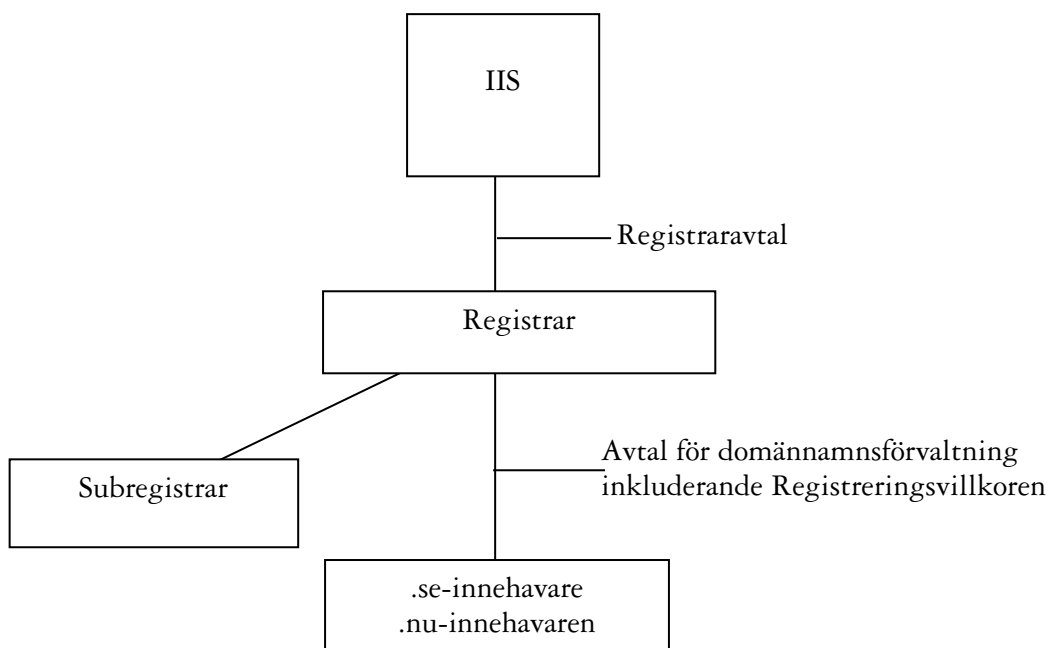 IIS
Registraravtal
Registrar
Avtal för domännamnsförvaltning
inkluderande Registreringsvillkoren
Subregistrar
.se-innehavare
.nu-innehavaren